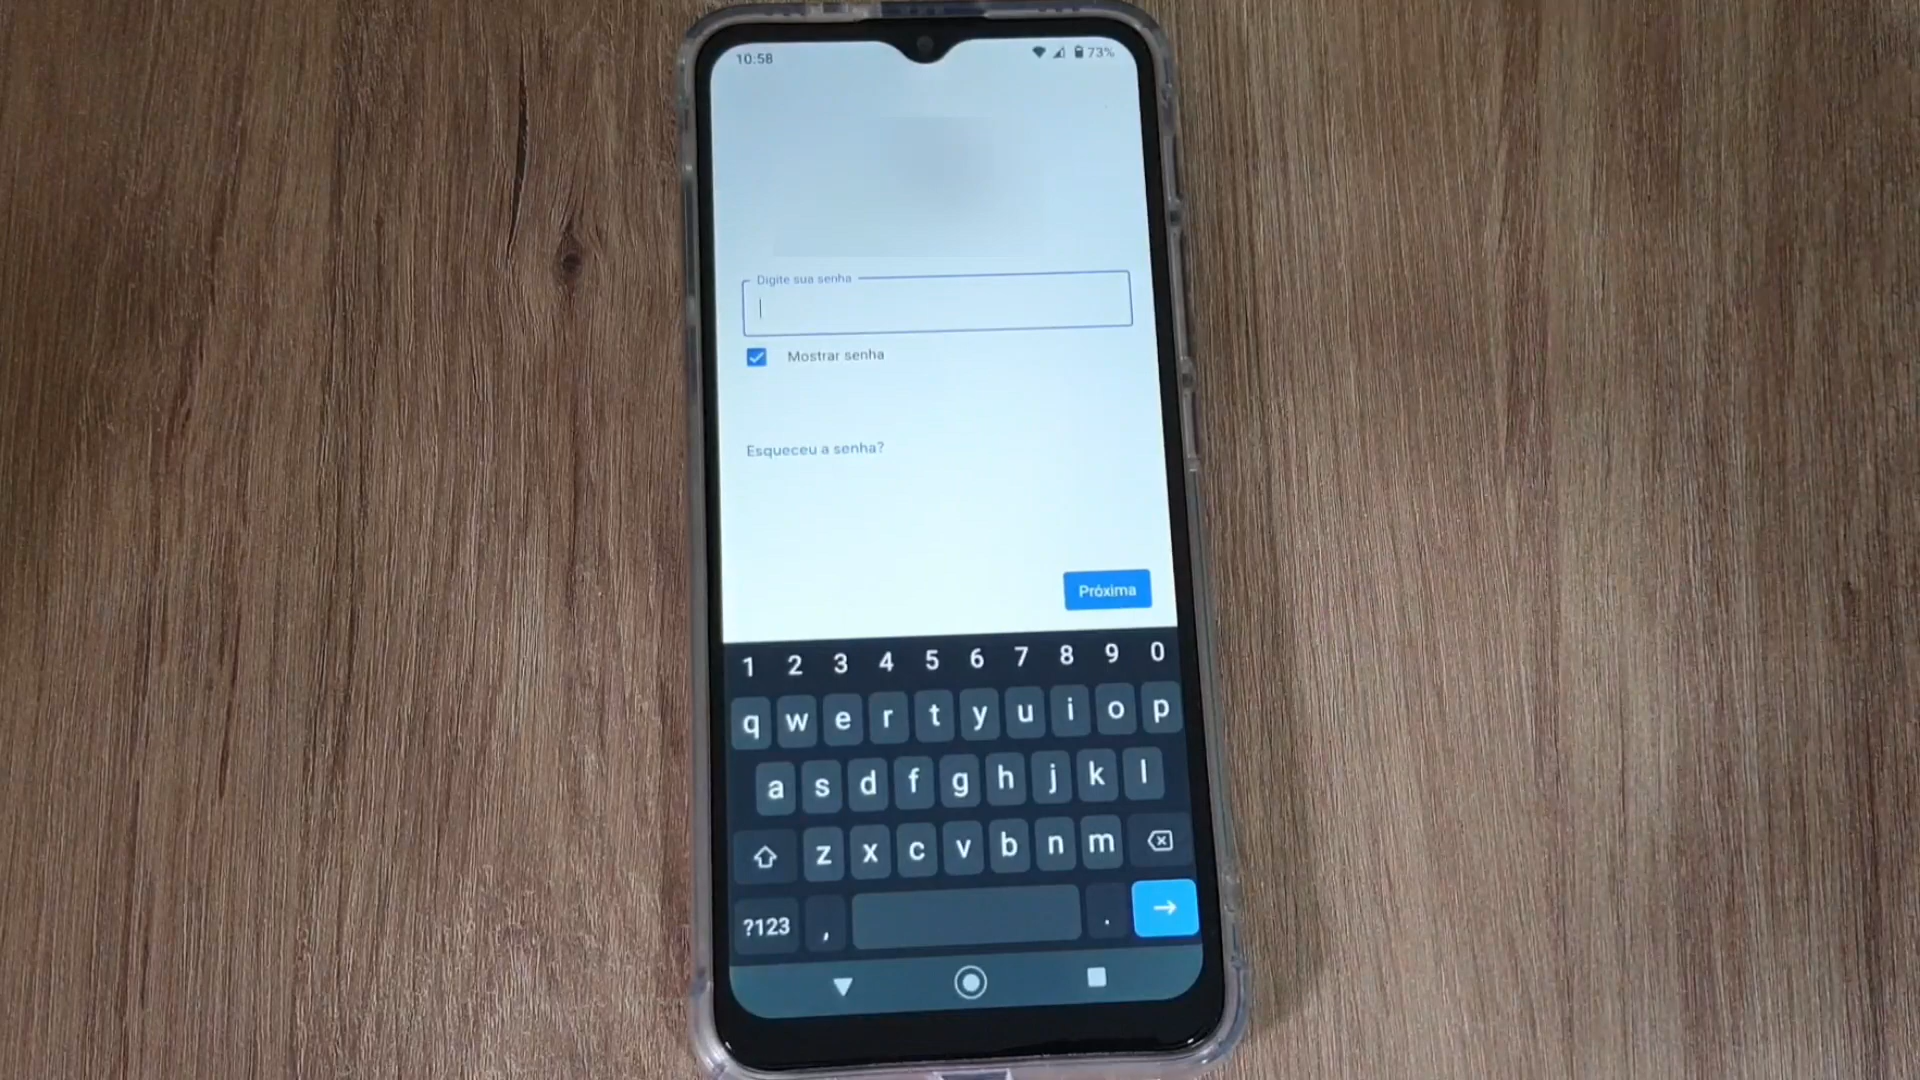 10:58 73%
Digite sua senha
Mostrar senha
Esqueceu a senha?
Próxima
1 2 3 4 5 6 7 8 9 0
q w e r t y u i o p
a s d f g h j k l
z x c v b n m
?123 , .